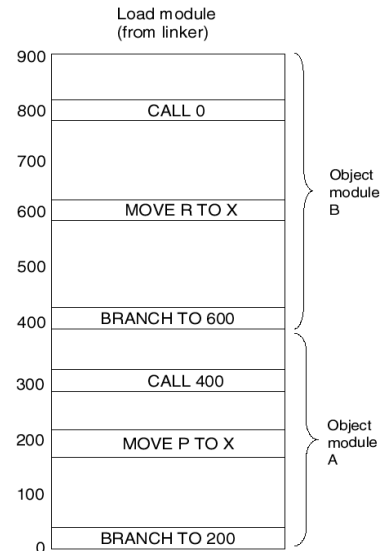 Load module
(from linker)
900
800
CALL 0
700
600
MOVE R TO X
500
400
BRANCH TO 600
Object
module
B
300
CALL 400
200
MOVE P TO X
100
0
BRANCH TO 200
Object
module
A